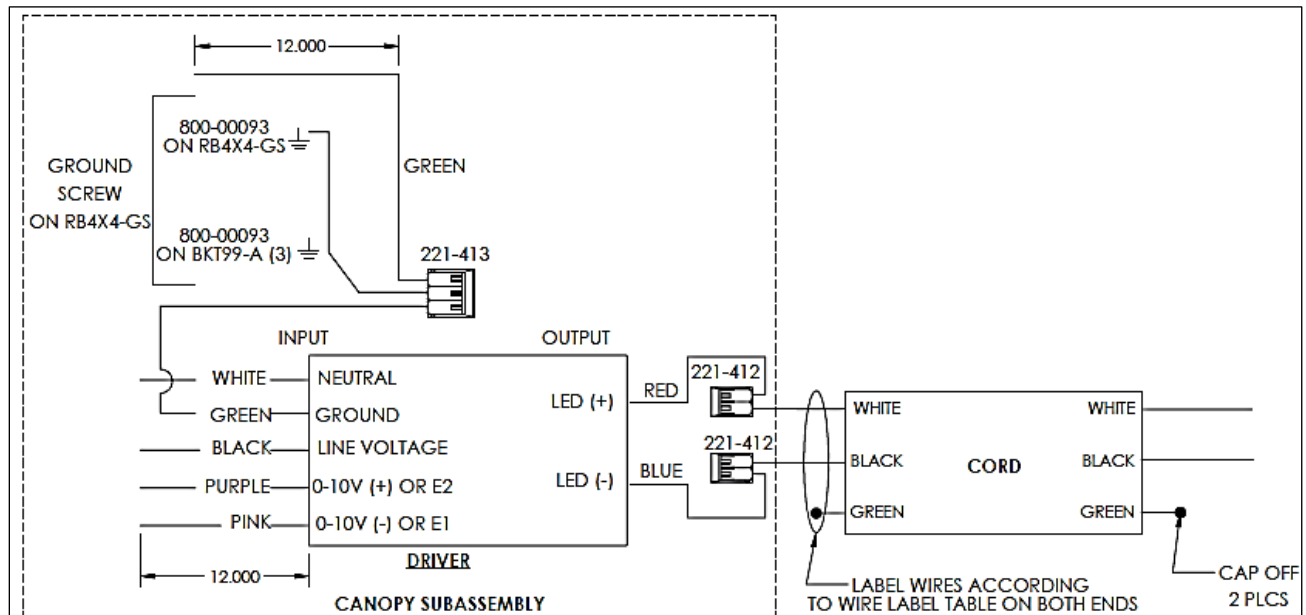 12.000
800-00093
ON RB4X4-GS
GROUND
SCREW
ON RB4X4-GS
GREEN
800-00093
ON BKT99-A (3)
221-413
INPUT
OUTPUT
WHITE
NEUTRAL
GREEN
GROUND
BLACK
LINE VOLTAGE
PURPLE
0-10V (+) OR E2
PINK
0-10V (-) OR E1
LED (+)
RED
221-412
LED (-)
BLUE
221-412
DRIVER
12.000
CANOPY SUBASSEMBLY
WHITE
WHITE
BLACK
CORD
BLACK
GREEN
GREEN
LABEL WIRES ACCORDING
TO WIRE LABEL TABLE ON BOTH ENDS
CAP OFF
2 PLCS